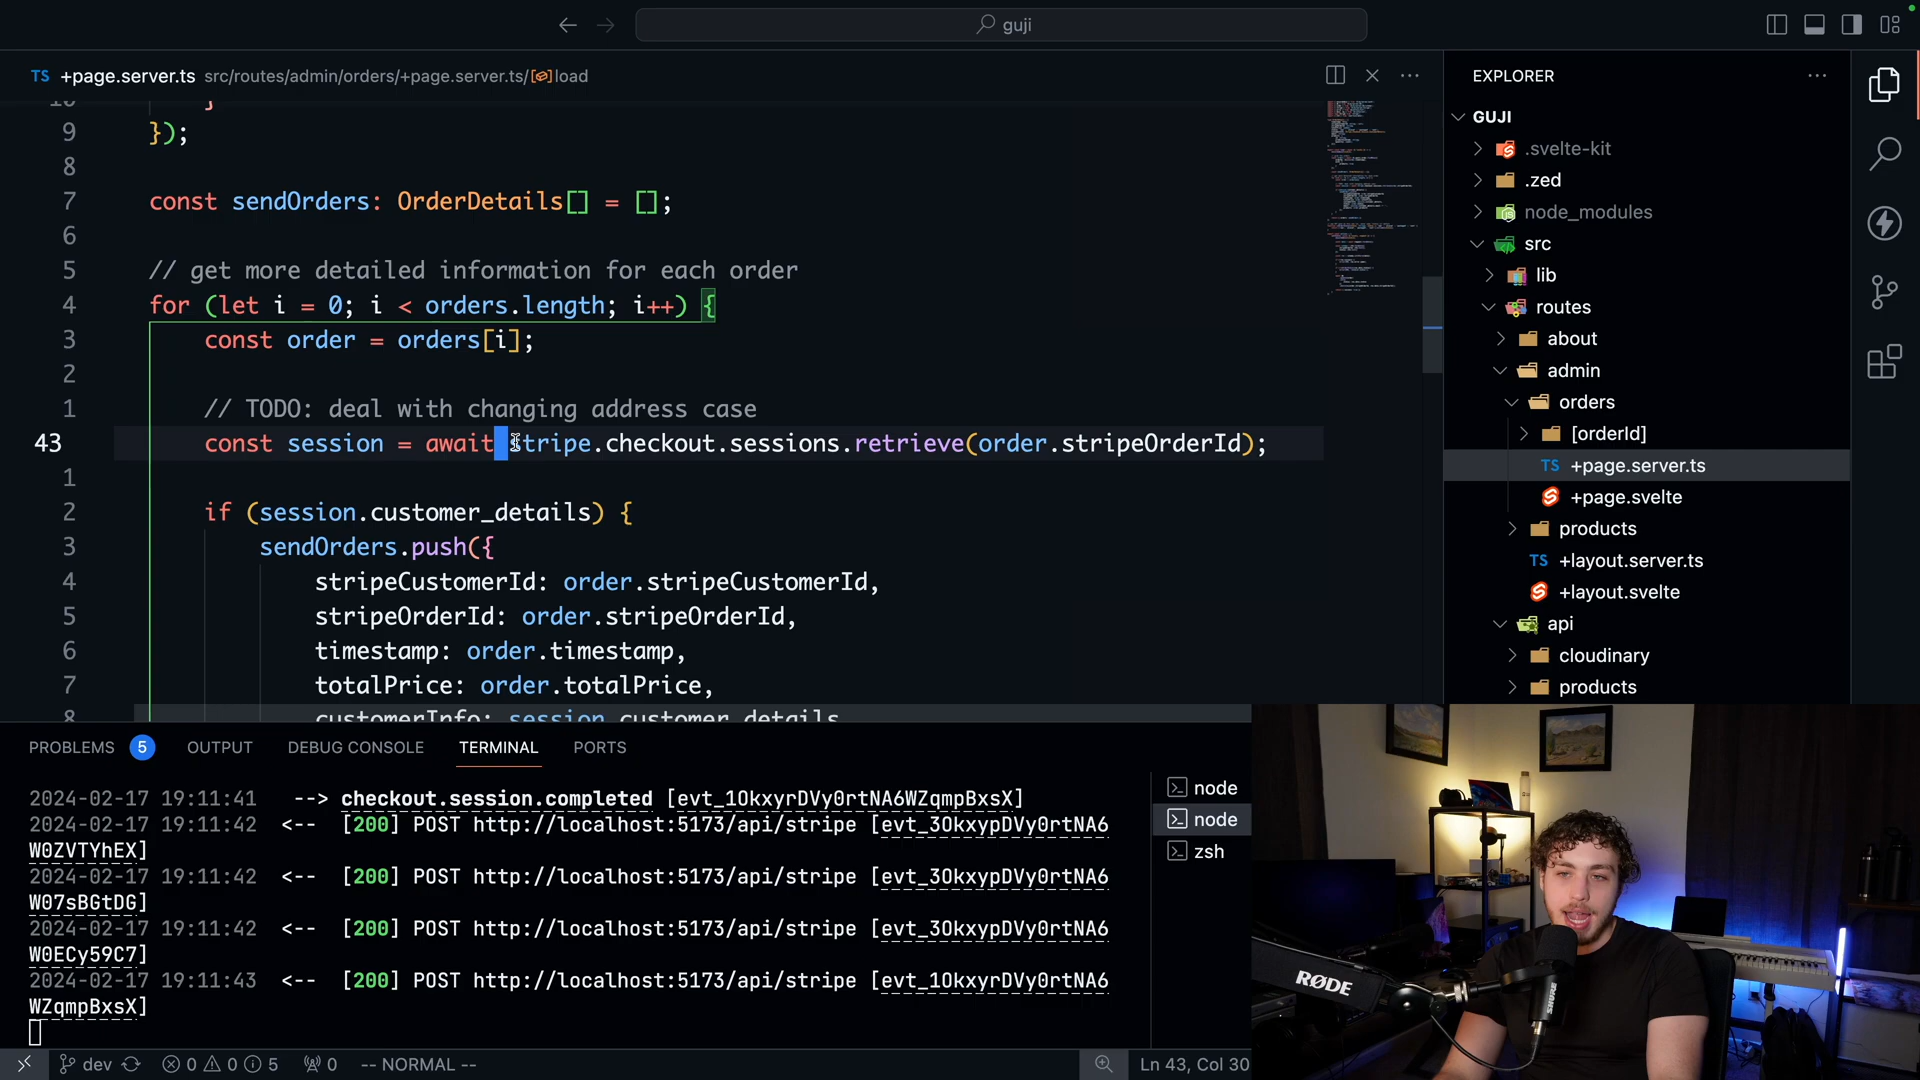 guji
TS +page.server.ts src/routes/admin/orders/+page.server.ts/load
10 }
9 });
8
7 const sendOrders: OrderDetails[] = [];
6
5 // get more detailed information for each order
4 for (let i = 0; i < orders.length; i++) {
3 const order = orders[i];
2
1 // TODO: deal with changing address case
43 const session = await stripe.checkout.sessions.retrieve(order.stripeOrderId);
1
2 if (session.customer_details) {
3 sendOrders.push({
4 stripeCustomerId: order.stripeCustomerId,
5 stripeOrderId: order.stripeOrderId,
6 timestamp: order.timestamp,
7 totalPrice: order.totalPrice,
8 customerInfo: session.customer_details
EXPLORER
GUJI
.svelte-kit
.zed
node_modules
src
lib
routes
about
admin
orders
[orderId]
TS +page.server.ts
+page.svelte
products
TS +layout.server.ts
+layout.svelte
api
cloudinary
products
PROBLEMS 5 OUTPUT DEBUG CONSOLE TERMINAL PORTS
2024-02-17 19:11:41 --> checkout.session.completed [evt_1OkxyrDVy0rtNA6WZqmpBxsX]
2024-02-17 19:11:42 <-- [200] POST http://localhost:5173/api/stripe [evt_3OkxypDVy0rtNA6
W0ZVTYhEX]
2024-02-17 19:11:42 <-- [200] POST http://localhost:5173/api/stripe [evt_3OkxypDVy0rtNA6
W07sBGtDG]
2024-02-17 19:11:42 <-- [200] POST http://localhost:5173/api/stripe [evt_3OkxypDVy0rtNA6
W0ECy59C7]
2024-02-17 19:11:43 <-- [200] POST http://localhost:5173/api/stripe [evt_1OkxyrDVy0rtNA6
WZqmpBxsX]
node
node
zsh
dev 0 0 5 0 -- NORMAL -- Ln 43, Col 30
RØDE
SHURE